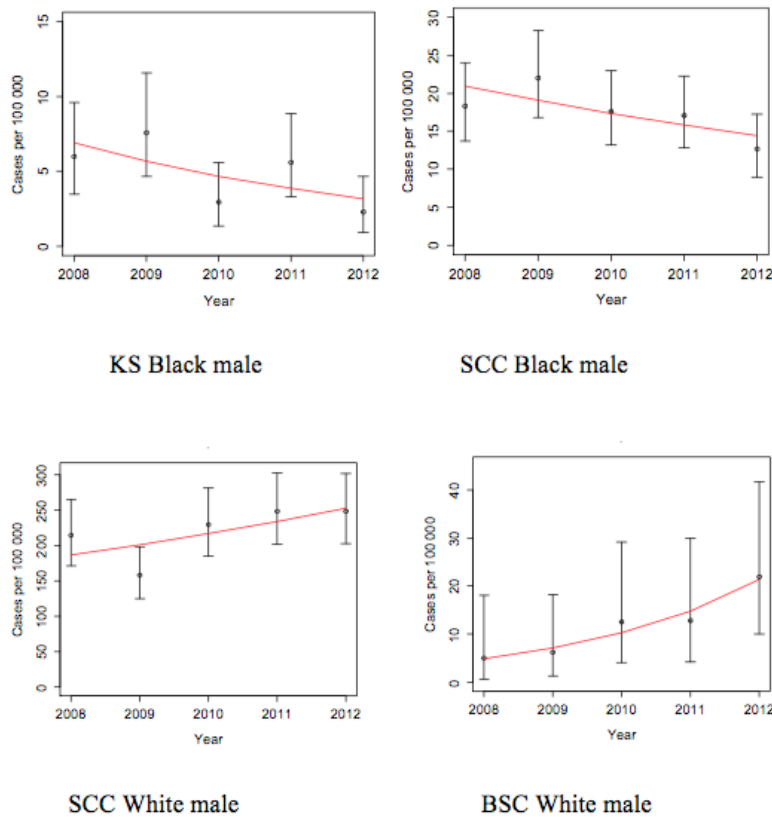 15
10
5
0
Cases per 100 000
2008 2009 2010 2011 2012
Year
KS Black male
30
25
20
15
10
5
0
Cases per 100 000
2008 2009 2010 2011 2012
Year
SCC Black male
300
250
200
150
100
50
0
Cases per 100 000
2008 2009 2010 2011 2012
Year
SCC White male
40
30
20
10
0
Cases per 100 000
2008 2009 2010 2011 2012
Year
BSC White male